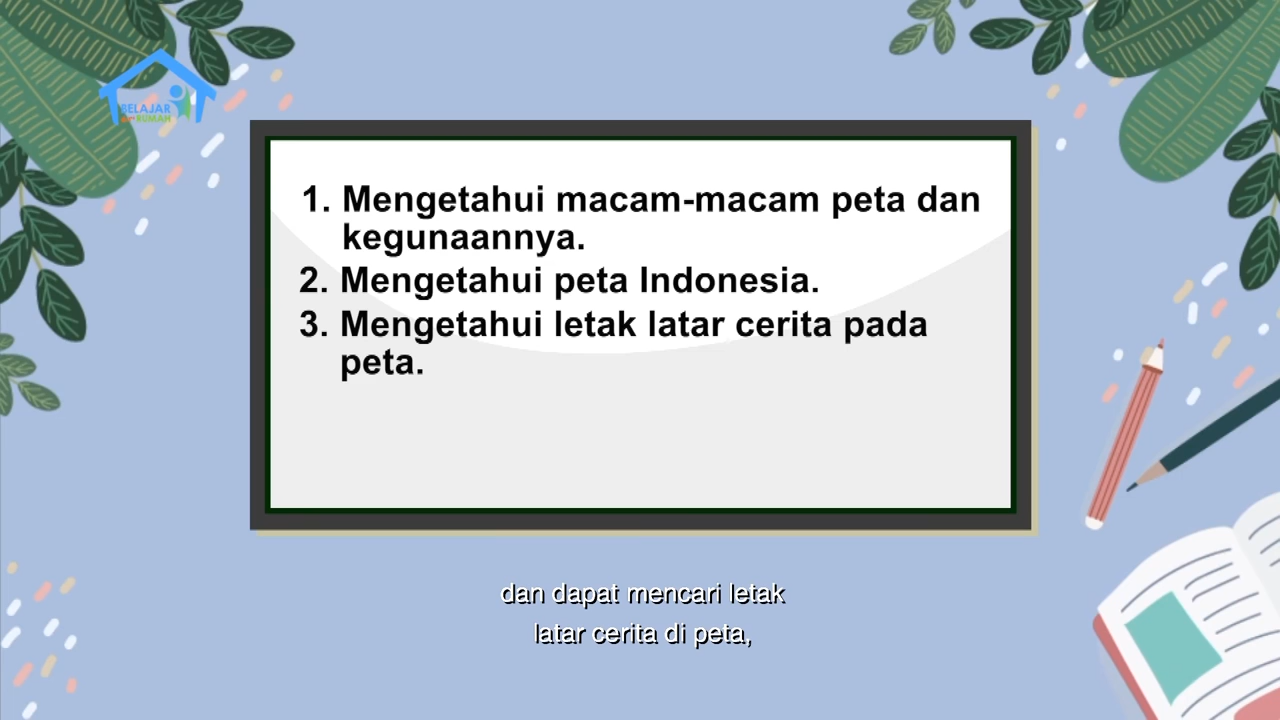 BELAJAR
RUMAH
1. Mengetahui macam-macam peta dan
kegunaannya.
2. Mengetahui peta Indonesia.
3. Mengetahui letak latar cerita pada
peta.
dan dapat mencari letak
latar cerita di peta,